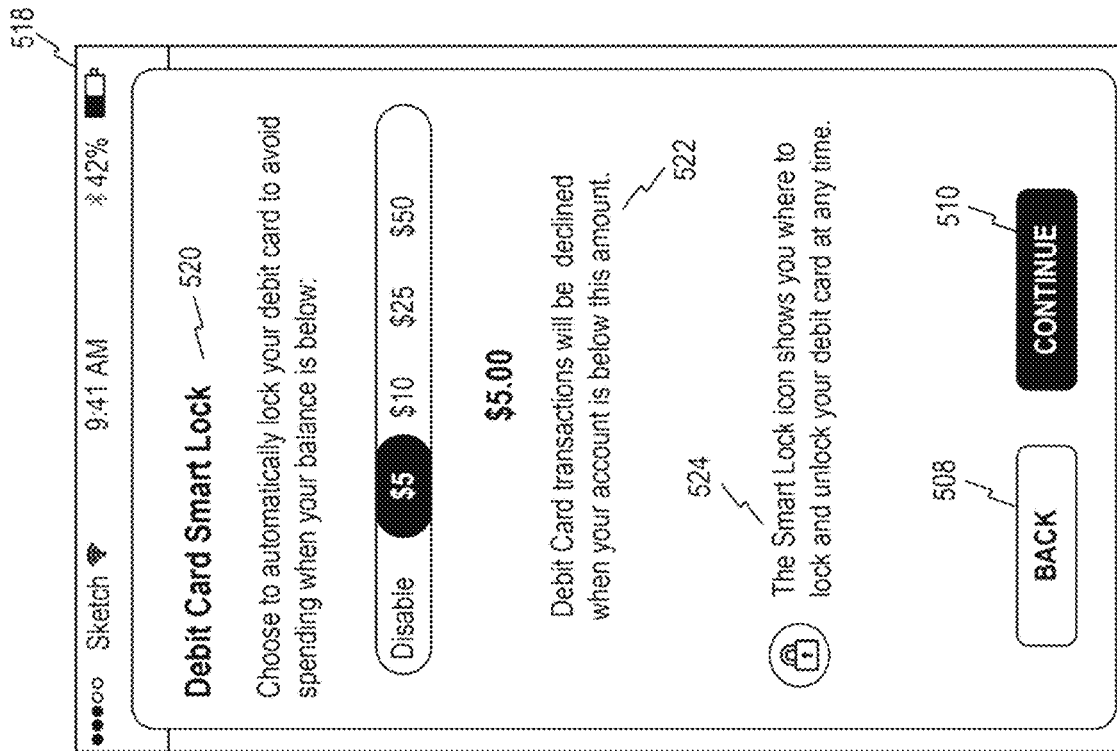 518
●●●○○ Sketch 9:41 AM 42%
Debit Card Smart Lock 520
Choose to automatically lock your debit card to avoid
spending when your balance is below:
Disable $5 $10 $25 $50
$5.00
Debit Card transactions will be declined
when your account is below this amount.
522
524
The Smart Lock icon shows you where to
lock and unlock your debit card at any time.
508 510
BACK CONTINUE